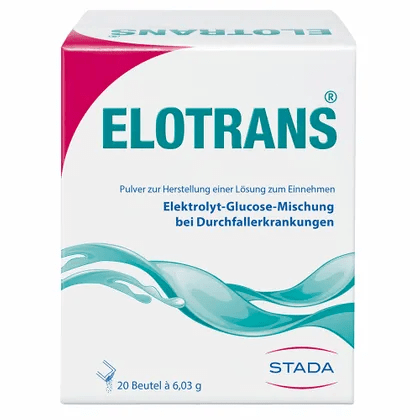 ELOTRANS
ELOTRANS®
Pulver zur Herstellung einer Lösung zum Einnehmen
Elektrolyt-Glucose-Mischung
bei Durchfallerkrankungen
STADA
20 Beutel à 6,03 g